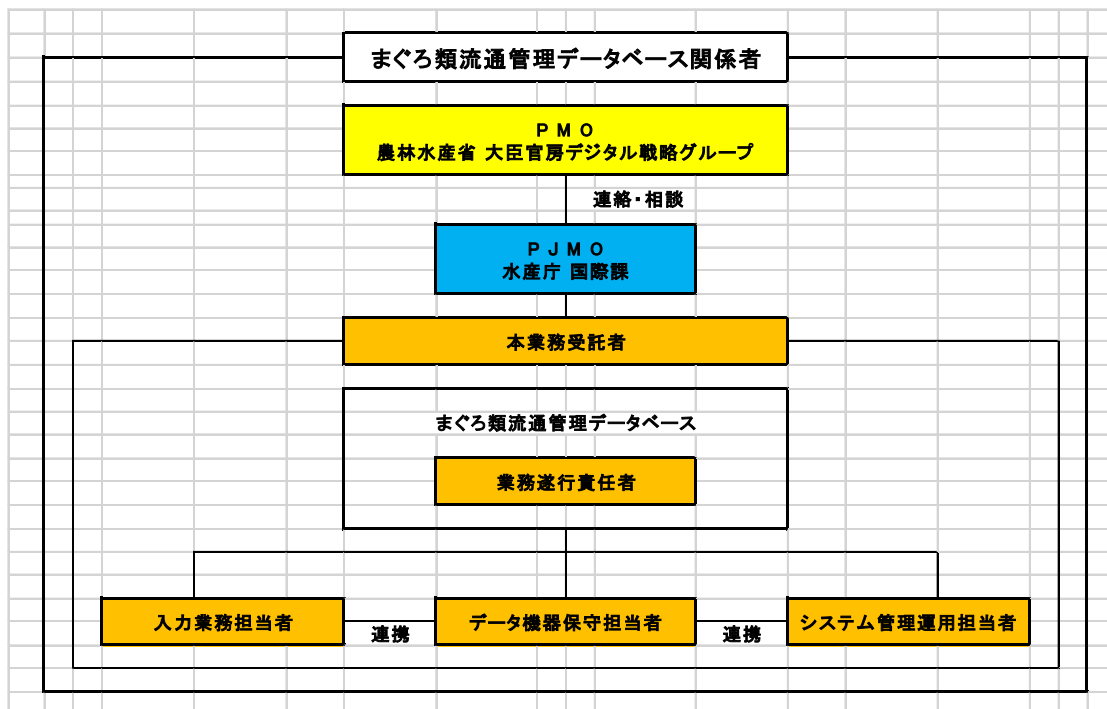 まぐろ類流通管理データベース関係者
PMO
農林水産省 大臣官房デジタル戦略グループ
連絡・相談
PJMO
水産庁 国際課
本業務受託者
まぐろ類流通管理データベース
業務遂行責任者
入力業務担当者
連携
データ機器保守担当者
連携
システム管理運用担当者